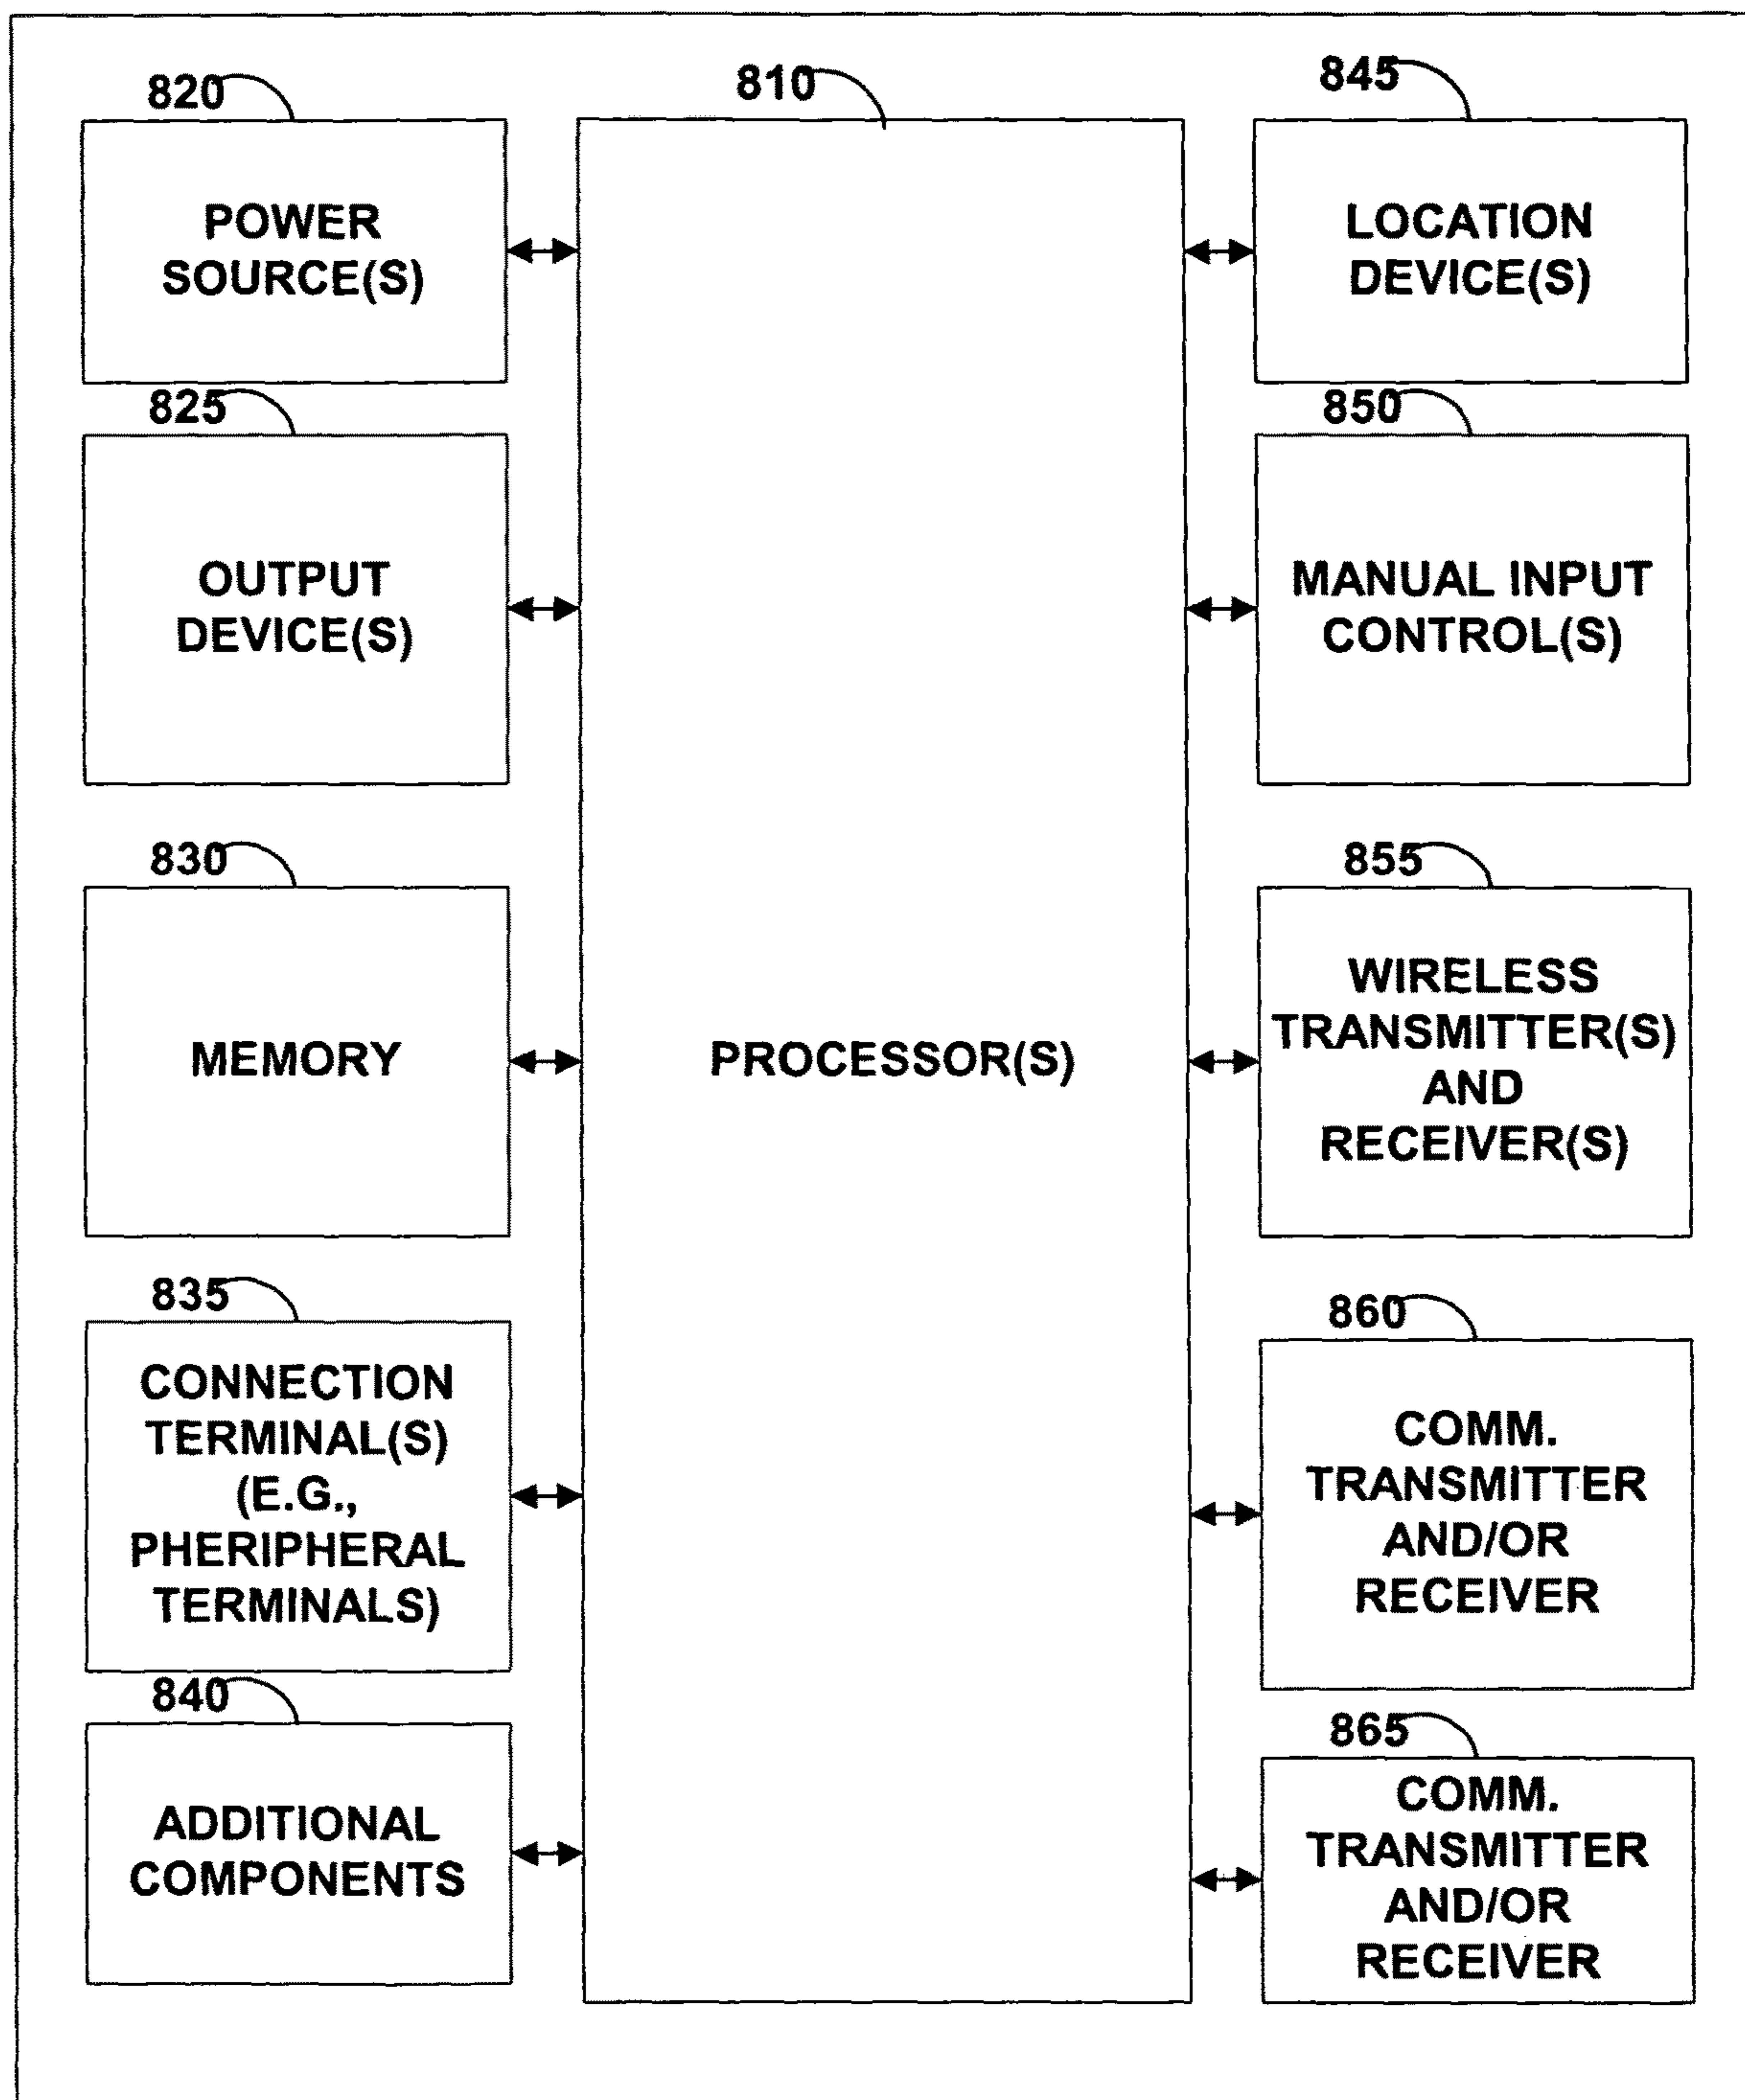 820
POWER
SOURCE(S)
825
OUTPUT
DEVICE(S)
830
MEMORY
835
CONNECTION
TERMINAL(S)
(E.G.,
PHERIPHERAL
TERMINALS)
840
ADDITIONAL
COMPONENTS
810
PROCESSOR(S)
845
LOCATION
DEVICE(S)
850
MANUAL INPUT
CONTROL(S)
855
WIRELESS
TRANSMITTER(S)
AND
RECEIVER(S)
860
COMM.
TRANSMITTER
AND/OR
RECEIVER
865
COMM.
TRANSMITTER
AND/OR
RECEIVER